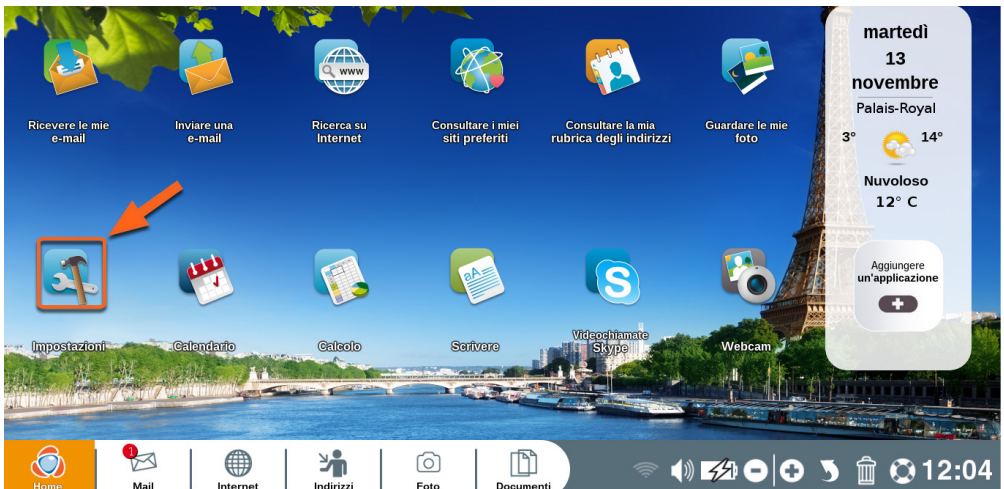 Ricevere le mie
e-mail
Inviare una
e-mail
www
Ricerca su
Internet
Consultare i miei
siti preferiti
Consultare la mia
rubrica degli indirizzi
Guardare le mie
foto
martedì
13
novembre
Palais-Royal
3° 14°
Nuvoloso
12° C
Impostazioni
Calendario
Calcolo
aA
Scrivere
S
Videochiamate
Skype
Webcam
Aggiungere
un'applicazione
Home
1
Mail
Internet
Indirizzi
Foto
Documenti
12:04